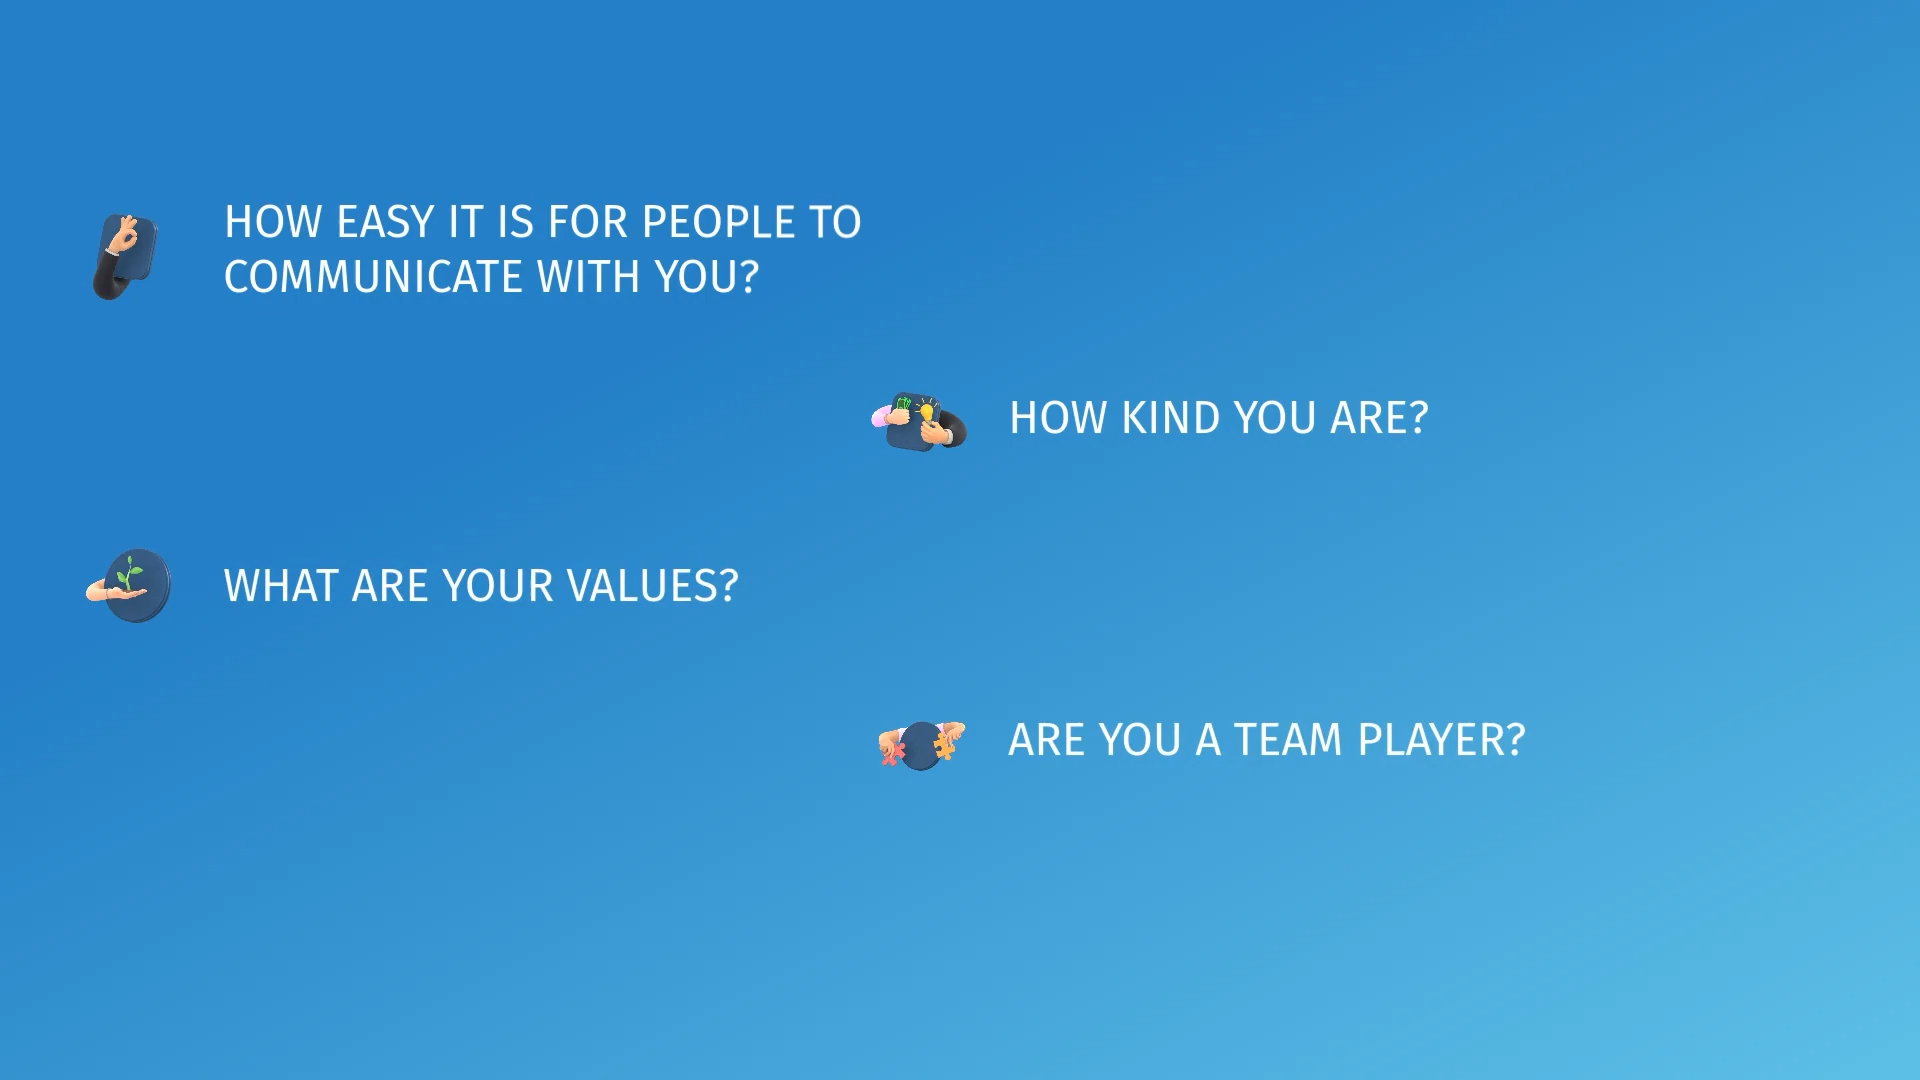 HOW EASY IT IS FOR PEOPLE TO
COMMUNICATE WITH YOU?
HOW KIND YOU ARE?
WHAT ARE YOUR VALUES?
ARE YOU A TEAM PLAYER?